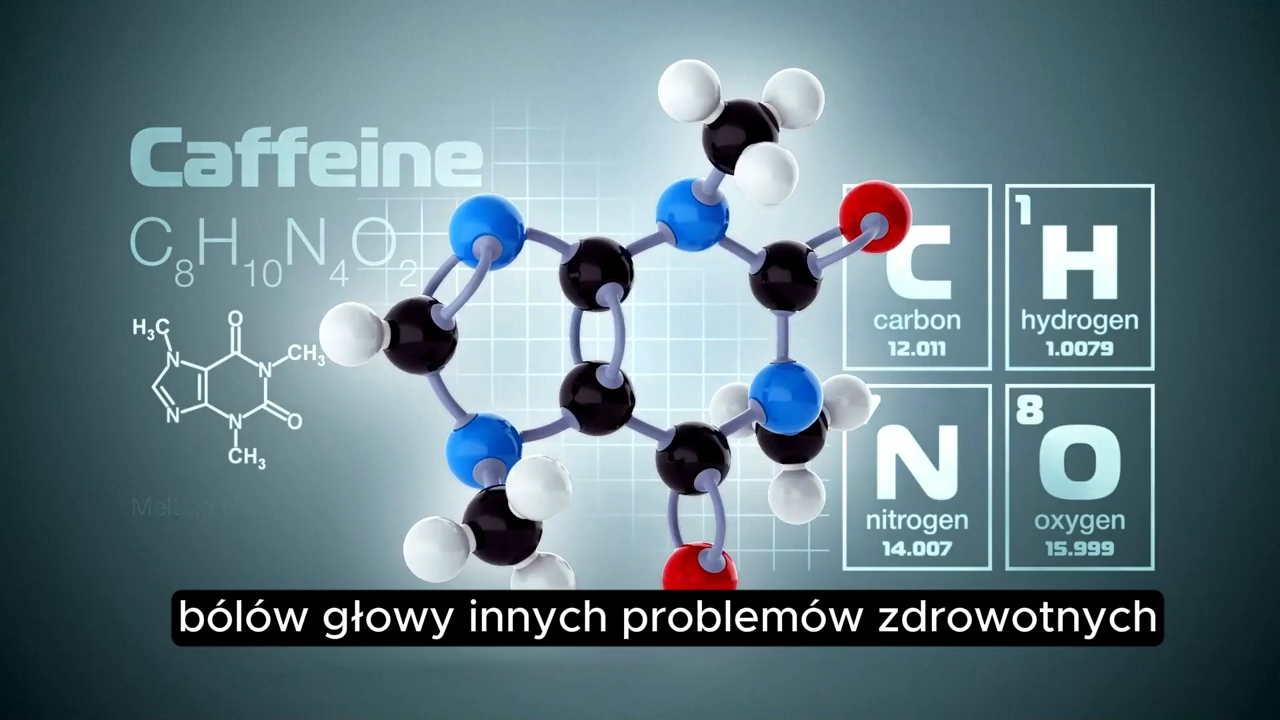 Caffeine
C8H10N4O2
H3C
CH3
N
N
N
N
O
O
CH3
C
carbon
12.011
1
H
hydrogen
1.0079
N
nitrogen
14.007
8
O
oxygen
15.999
bólów głowy innych problemów zdrowotnych